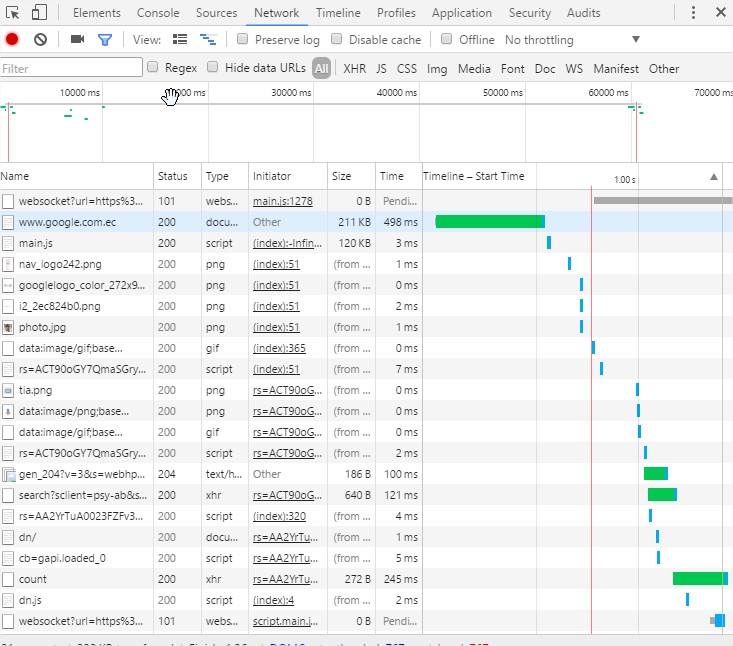 Elements Console Sources Network Timeline Profiles Application Security Audits
View: Preserve log Disable cache Offline No throttling
Filter Regex Hide data URLs All XHR JS CSS Img Media Font Doc WS Manifest Other
10000 ms 30000 ms 40000 ms 50000 ms 60000 ms 70000 ms
Name Status Type Initiator Size Time Timeline – Start Time 1.00 s
websocket?url=https%3... 101 webs... main.js:1278 0 B Pendi...
www.google.com.ec 200 docu... Other 211 KB 498 ms
main.js 200 script (index):-Infin... 120 KB 3 ms
nav_logo242.png 200 png (index):51 (from ... 1 ms
googlelogo_color_272x9... 200 png (index):51 (from ... 0 ms
i2_2ec824b0.png 200 png (index):51 (from ... 2 ms
photo.jpg 200 png (index):51 (from ... 1 ms
data:image/gif;base... 200 gif (index):365 (from ... 0 ms
rs=ACT90oGY7QmaSGry... 200 script (index):51 (from ... 7 ms
tia.png 200 png rs=ACT90oG... (from ... 0 ms
data:image/png;base... 200 png rs=ACT90oG... (from ... 0 ms
data:image/gif;base... 200 gif rs=ACT90oG... (from ... 0 ms
rs=ACT90oGY7QmaSGry... 200 script rs=ACT90oG... (from ... 2 ms
gen_204?v=3&s=webhp... 204 text/h... Other 186 B 100 ms
search?sclient=psy-ab&s... 200 xhr rs=ACT90oG... 640 B 121 ms
rs=AA2YrTuA0023FZFv3... 200 script (index):320 (from ... 4 ms
dn/ 200 docu... rs=AA2YrTu... (from ... 1 ms
cb=gapi.loaded_0 200 script rs=AA2YrTu... (from ... 5 ms
count 200 xhr rs=AA2YrTu... 272 B 245 ms
dn.js 200 script (index):4 (from ... 2 ms
websocket?url=https%3... 101 webs... script.main.j... 0 B Pendi...